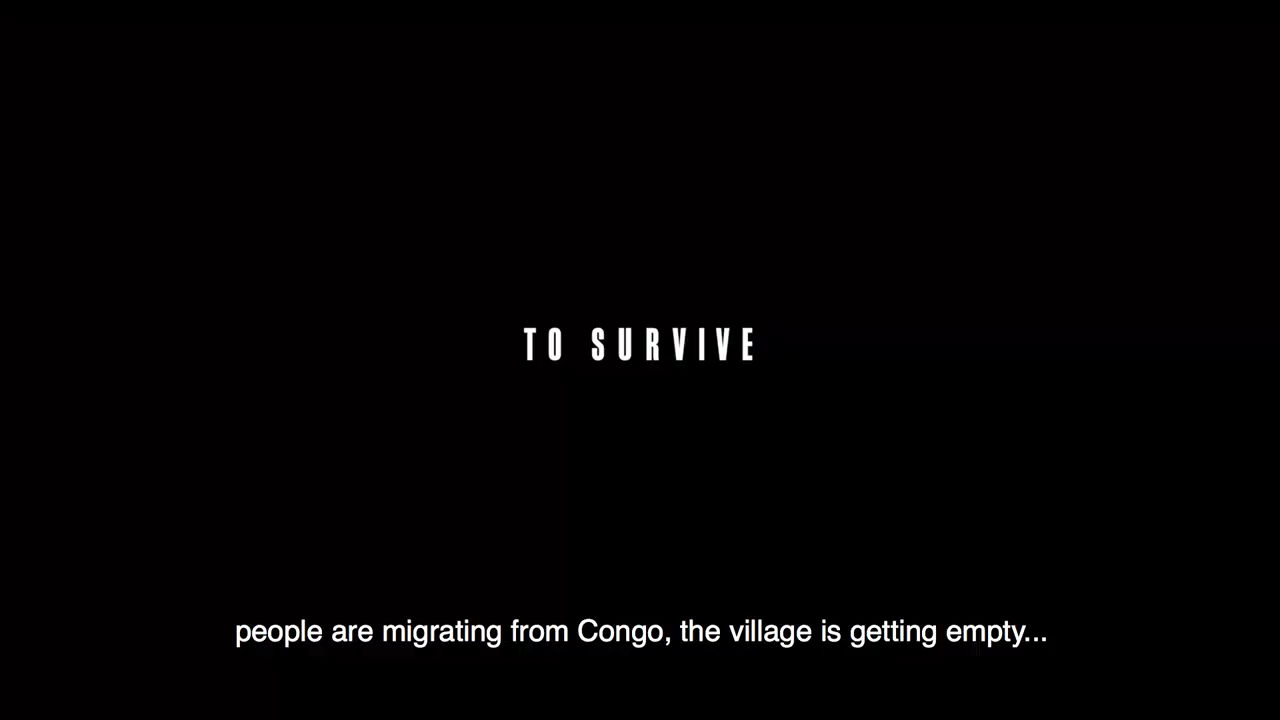 TO SURVIVE
people are migrating from Congo, the village is getting empty...